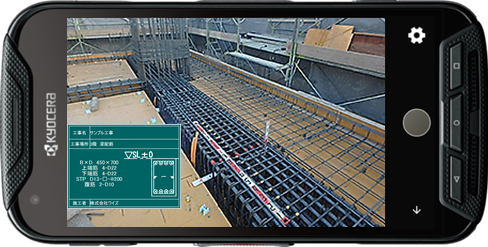 KYOCERA
工事名 サンプル工事
工事場所 2階 梁配筋
▽SL±0
B×D 450×700
上端筋 4-D22
下端筋 4-D22
STP D13-□-@200
腹筋 2-D10
施工者 株式会社ワイズ